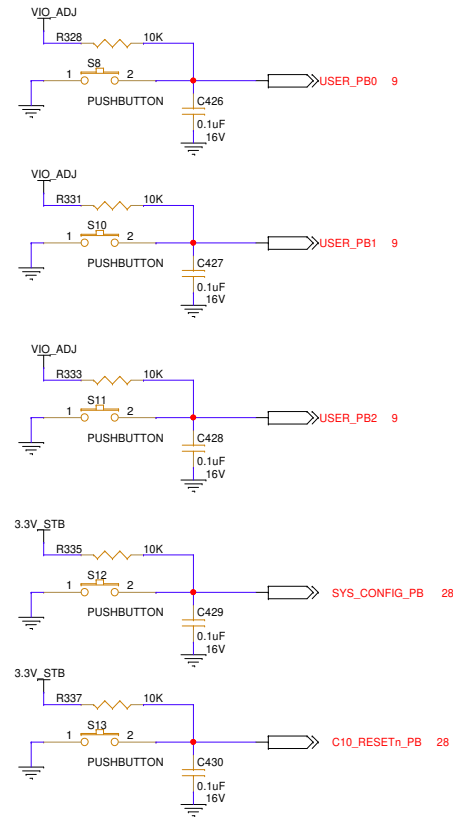 VIO_ADJ
R328 10K
S8
1 2 USER_PB0 9
PUSHBUTTON C426
0.1uF
16V
VIO_ADJ
R331 10K
S10
1 2 USER_PB1 9
PUSHBUTTON C427
0.1uF
16V
VIO_ADJ
R333 10K
S11
1 2 USER_PB2 9
PUSHBUTTON C428
0.1uF
16V
3.3V_STB
R335 10K
S12
1 2 SYS_CONFIG_PB 28
PUSHBUTTON C429
0.1uF
16V
3.3V_STB
R337 10K
S13
1 2 C10_RESETn_PB 28
PUSHBUTTON C430
0.1uF
16V